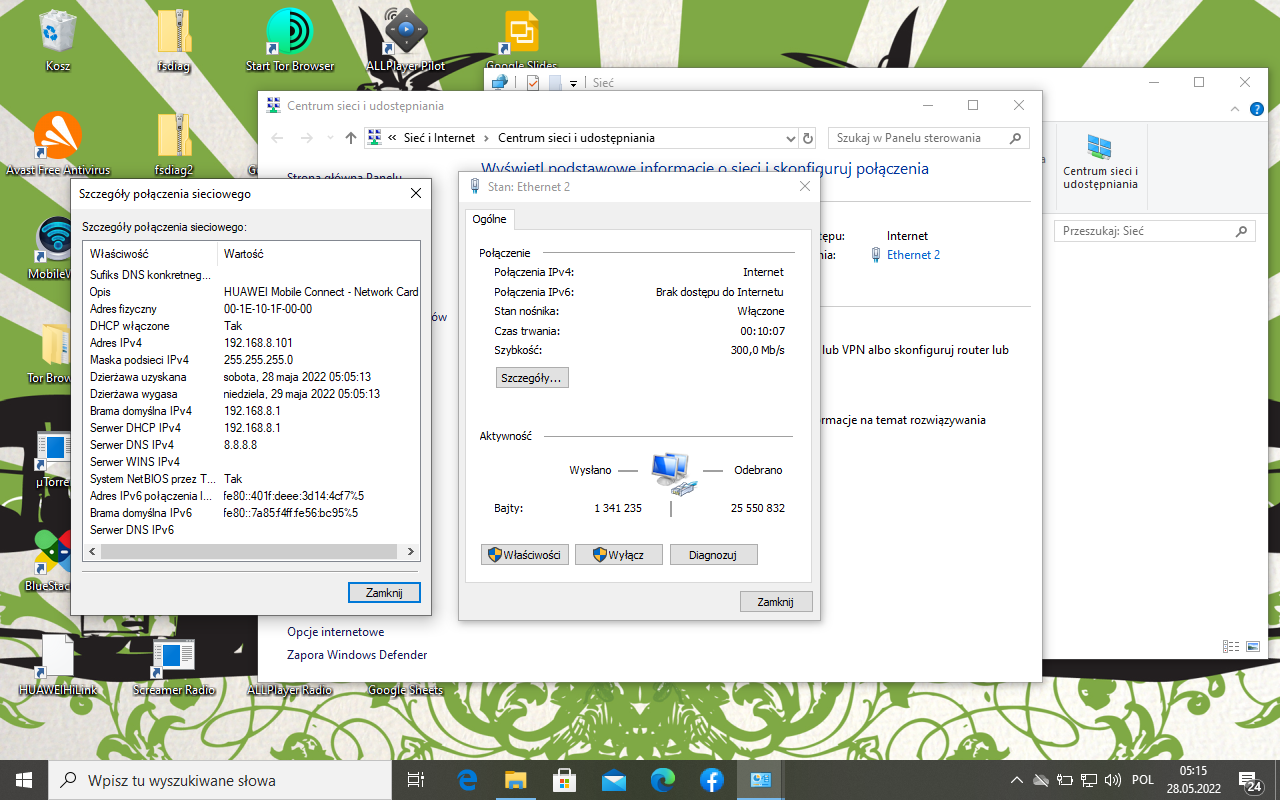 Kosz
fsdiag
Start Tor Browser
ALLPlayer Pilot
Google Slides
Avast Free Antivirus
fsdiag2
Sieć
Centrum sieci i udostępniania
Sieć i Internet
Centrum sieci i udostępniania
Szukaj w Panelu sterowania
Centrum sieci i
udostępniania
Przeszukaj: Sieć
Strona główna Panelu
Wyświetl podstawowe informacje o sieci i skonfiguruj połączenia
Internet
Ethernet 2
lub VPN albo skonfiguruj router lub
na temat rozwiązywania
Opcje internetowe
Zapora Windows Defender
Szczegóły połączenia sieciowego
Szczegóły połączenia sieciowego:
Właściwość Wartość
Sufiks DNS konkretneg...
Opis HUAWEI Mobile Connect - Network Card
Adres fizyczny 00-1E-10-1F-00-00
DHCP włączone Tak
Adres IPv4 192.168.8.101
Maska podsieci IPv4 255.255.255.0
Dzierżawa uzyskana sobota, 28 maja 2022 05:05:13
Dzierżawa wygasa niedziela, 29 maja 2022 05:05:13
Brama domyślna IPv4 192.168.8.1
Serwer DHCP IPv4 192.168.8.1
Serwer DNS IPv4 8.8.8.8
Serwer WINS IPv4
System NetBIOS przez T... Tak
Adres IPv6 połączenia l... fe80::401f:deee:3d14:4cf7%5
Brama domyślna IPv6 fe80::7a85:f4ff:fe56:bc95%5
Serwer DNS IPv6
Zamknij
Stan: Ethernet 2
Ogólne
Połączenie
Połączenia IPv4: Internet
Połączenia IPv6: Brak dostępu do Internetu
Stan nośnika: Włączone
Czas trwania: 00:10:07
Szybkość: 300,0 Mb/s
Szczegóły...
Aktywność
Wysłano
Odebrano
Bajty: 1 341 235 25 550 832
Właściwości
Wyłącz
Diagnozuj
Zamknij
HUAWEIHiLink
Screamer Radio
ALLPlayer Radio
Google Sheets
Wpisz tu wyszukiwane słowa
POL
05:15
28.05.2022
24